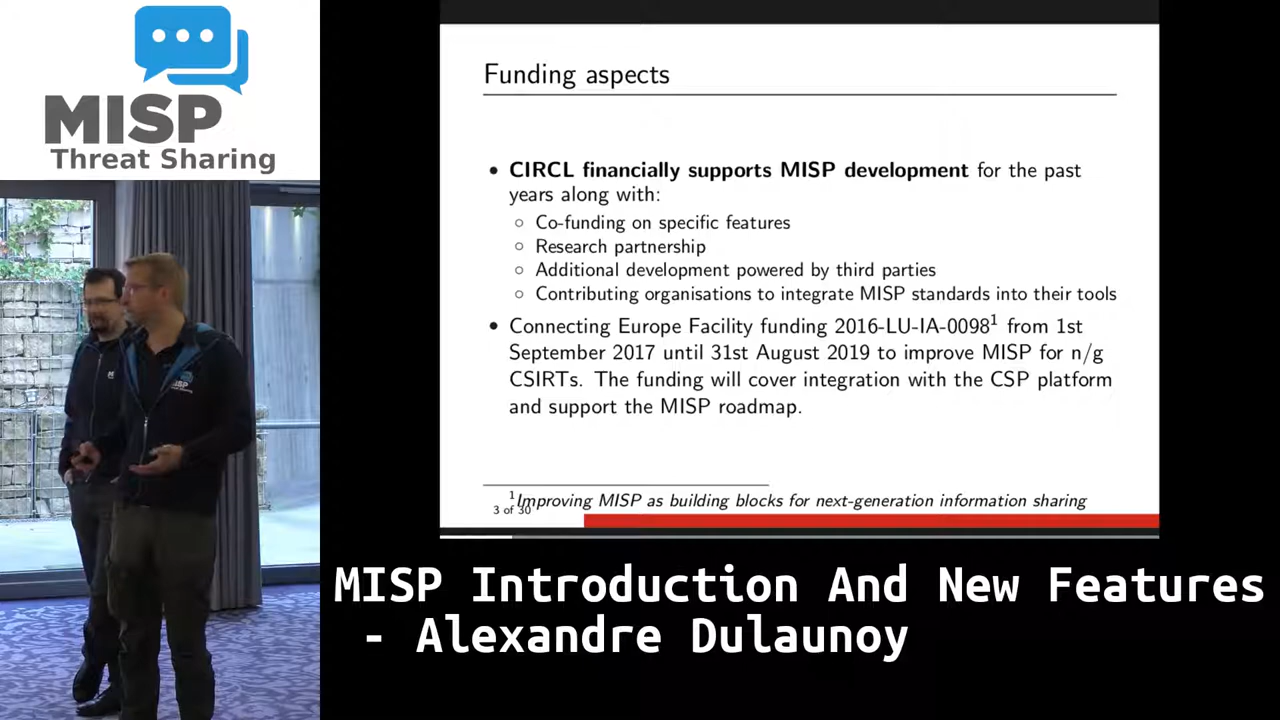 MISP
Threat Sharing
Funding aspects
• CIRCL financially supports MISP development for the past
years along with:
○ Co-funding on specific features
○ Research partnership
○ Additional development powered by third parties
○ Contributing organisations to integrate MISP standards into their tools
• Connecting Europe Facility funding 2016-LU-IA-0098¹ from 1st
September 2017 until 31st August 2019 to improve MISP for n/g
CSIRTs. The funding will cover integration with the CSP platform
and support the MISP roadmap.
¹Improving MISP as building blocks for next-generation information sharing
3 of 30
MISP Introduction And New Features
- Alexandre Dulaunoy